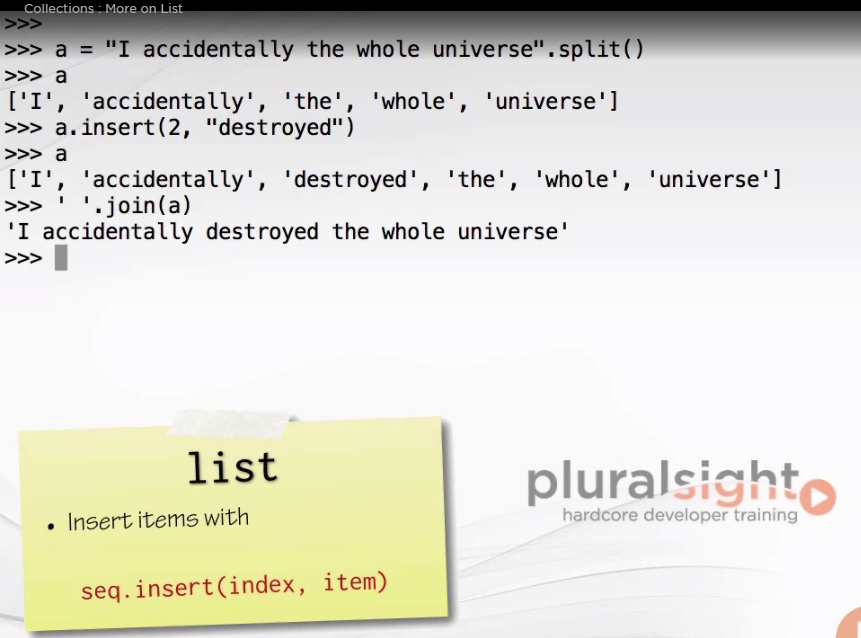 Collections : More on List
>>>
>>> a = "I accidentally the whole universe".split()
>>> a
['I', 'accidentally', 'the', 'whole', 'universe']
>>> a.insert(2, "destroyed")
>>> a
['I', 'accidentally', 'destroyed', 'the', 'whole', 'universe']
>>> ' '.join(a)
'I accidentally destroyed the whole universe'
>>>
list
• Insert items with
seq.insert(index, item)
pluralsight
hardcore developer training